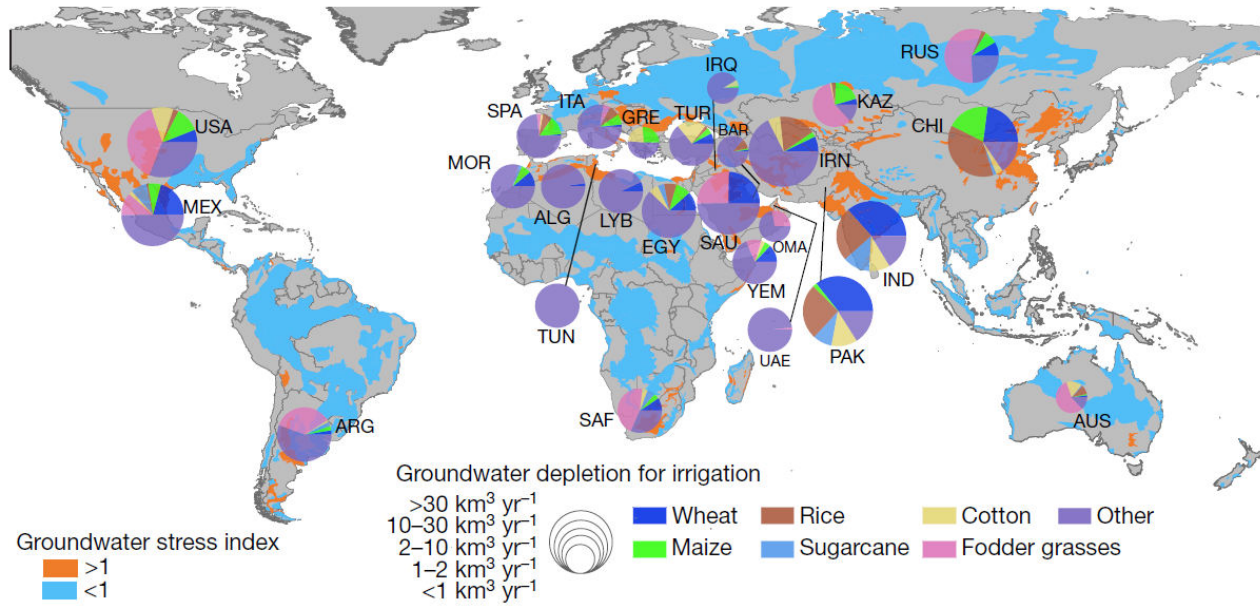 RUS
IRQ
ITA
SPA
TUR
KAZ
USA
GRE
BAR
CHI
IRN
MOR
MEX
ALG
LYB
EGY
SAU
OMA
YEM
IND
TUN
UAE
PAK
SAF
AUS
ARG
Groundwater depletion for irrigation
>30 km³ yr⁻¹
10–30 km³ yr⁻¹
2–10 km³ yr⁻¹
1–2 km³ yr⁻¹
<1 km³ yr⁻¹
Wheat Rice Cotton Other
Maize Sugarcane Fodder grasses
Groundwater stress index
>1
<1